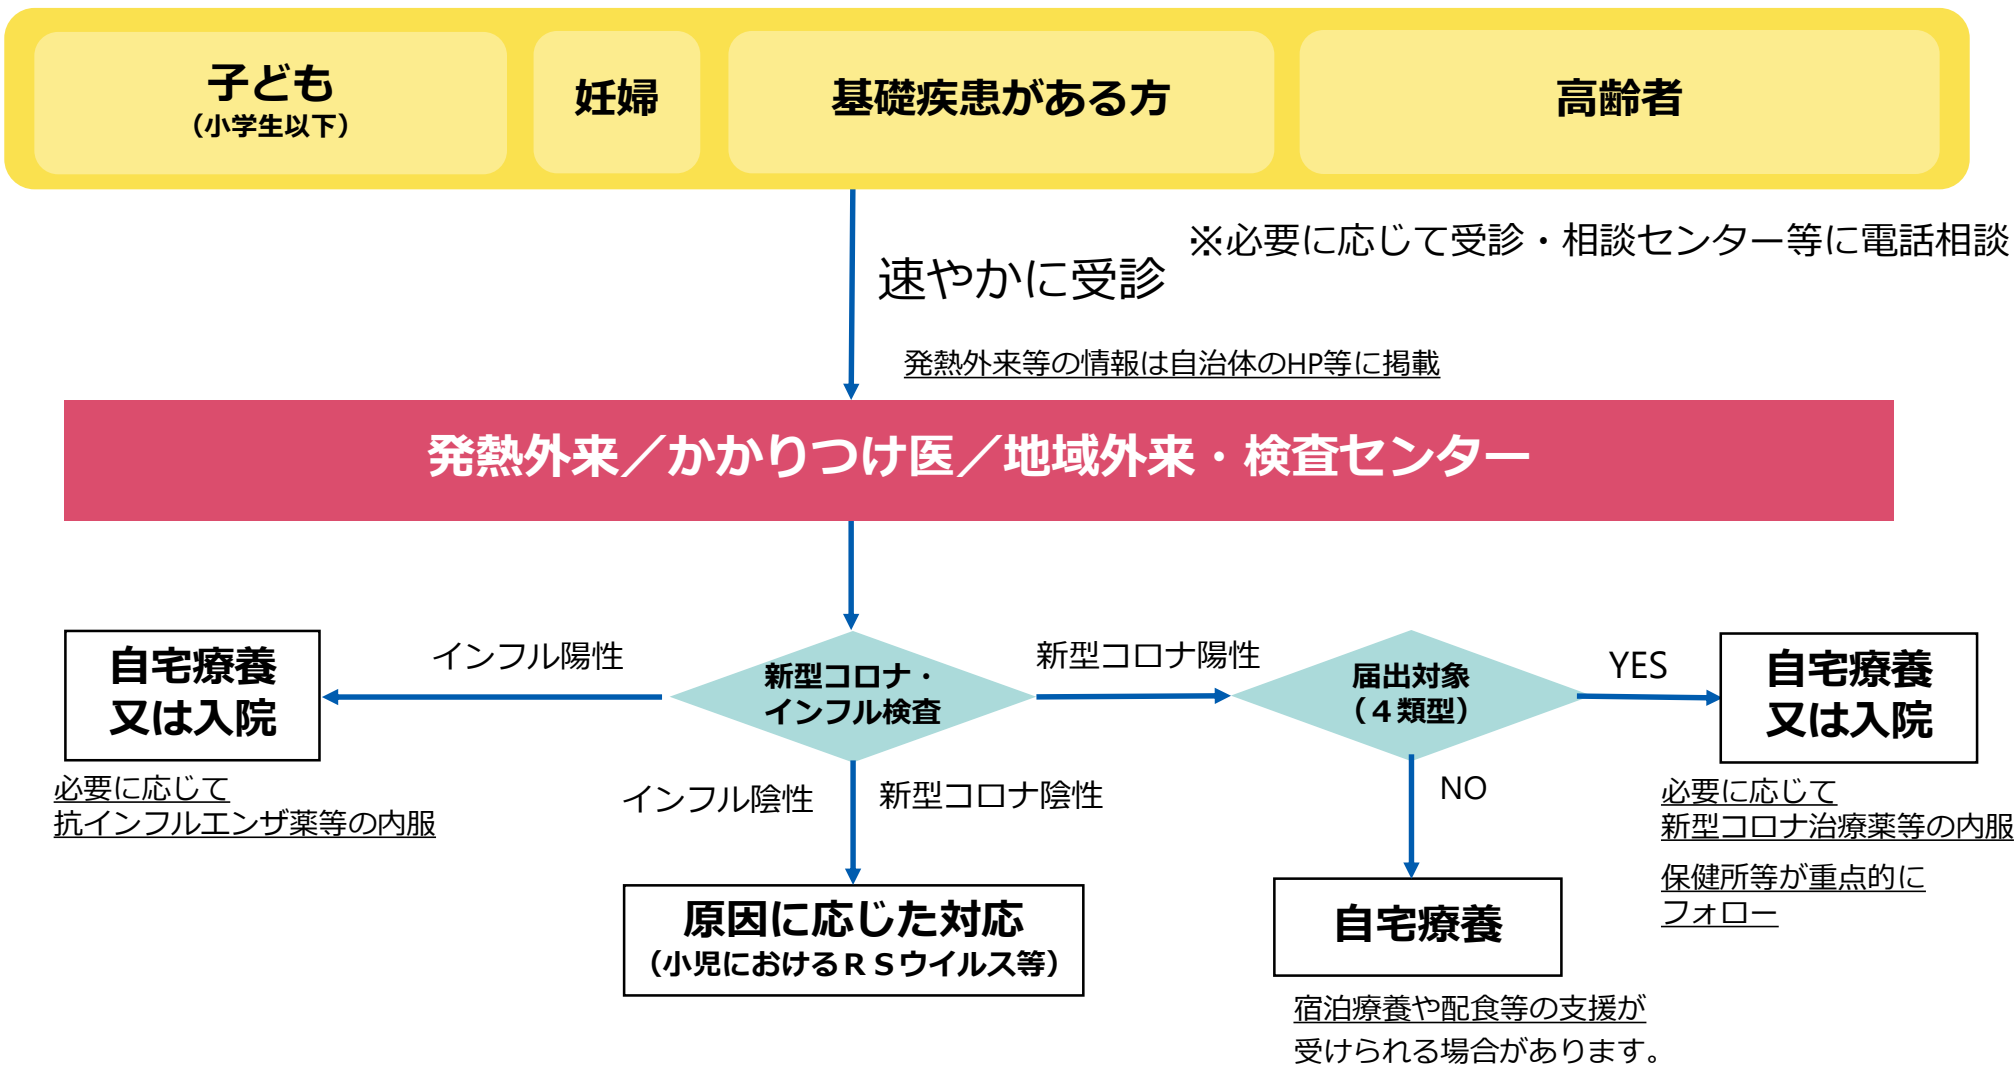 子ども
（小学生以下）
妊婦
基礎疾患がある方
高齢者
※必要に応じて受診・相談センター等に電話相談
速やかに受診
発熱外来等の情報は自治体のHP等に掲載
発熱外来／かかりつけ医／地域外来・検査センター
自宅療養
又は入院
インフル陽性
新型コロナ・
インフル検査
新型コロナ陽性
届出対象
（４類型）
YES
自宅療養
又は入院
必要に応じて
抗インフルエンザ薬等の内服
インフル陰性
新型コロナ陰性
NO
必要に応じて
新型コロナ治療薬等の内服
保健所等が重点的に
フォロー
原因に応じた対応
（小児におけるＲＳウイルス等）
自宅療養
宿泊療養や配食等の支援が
受けられる場合があります。